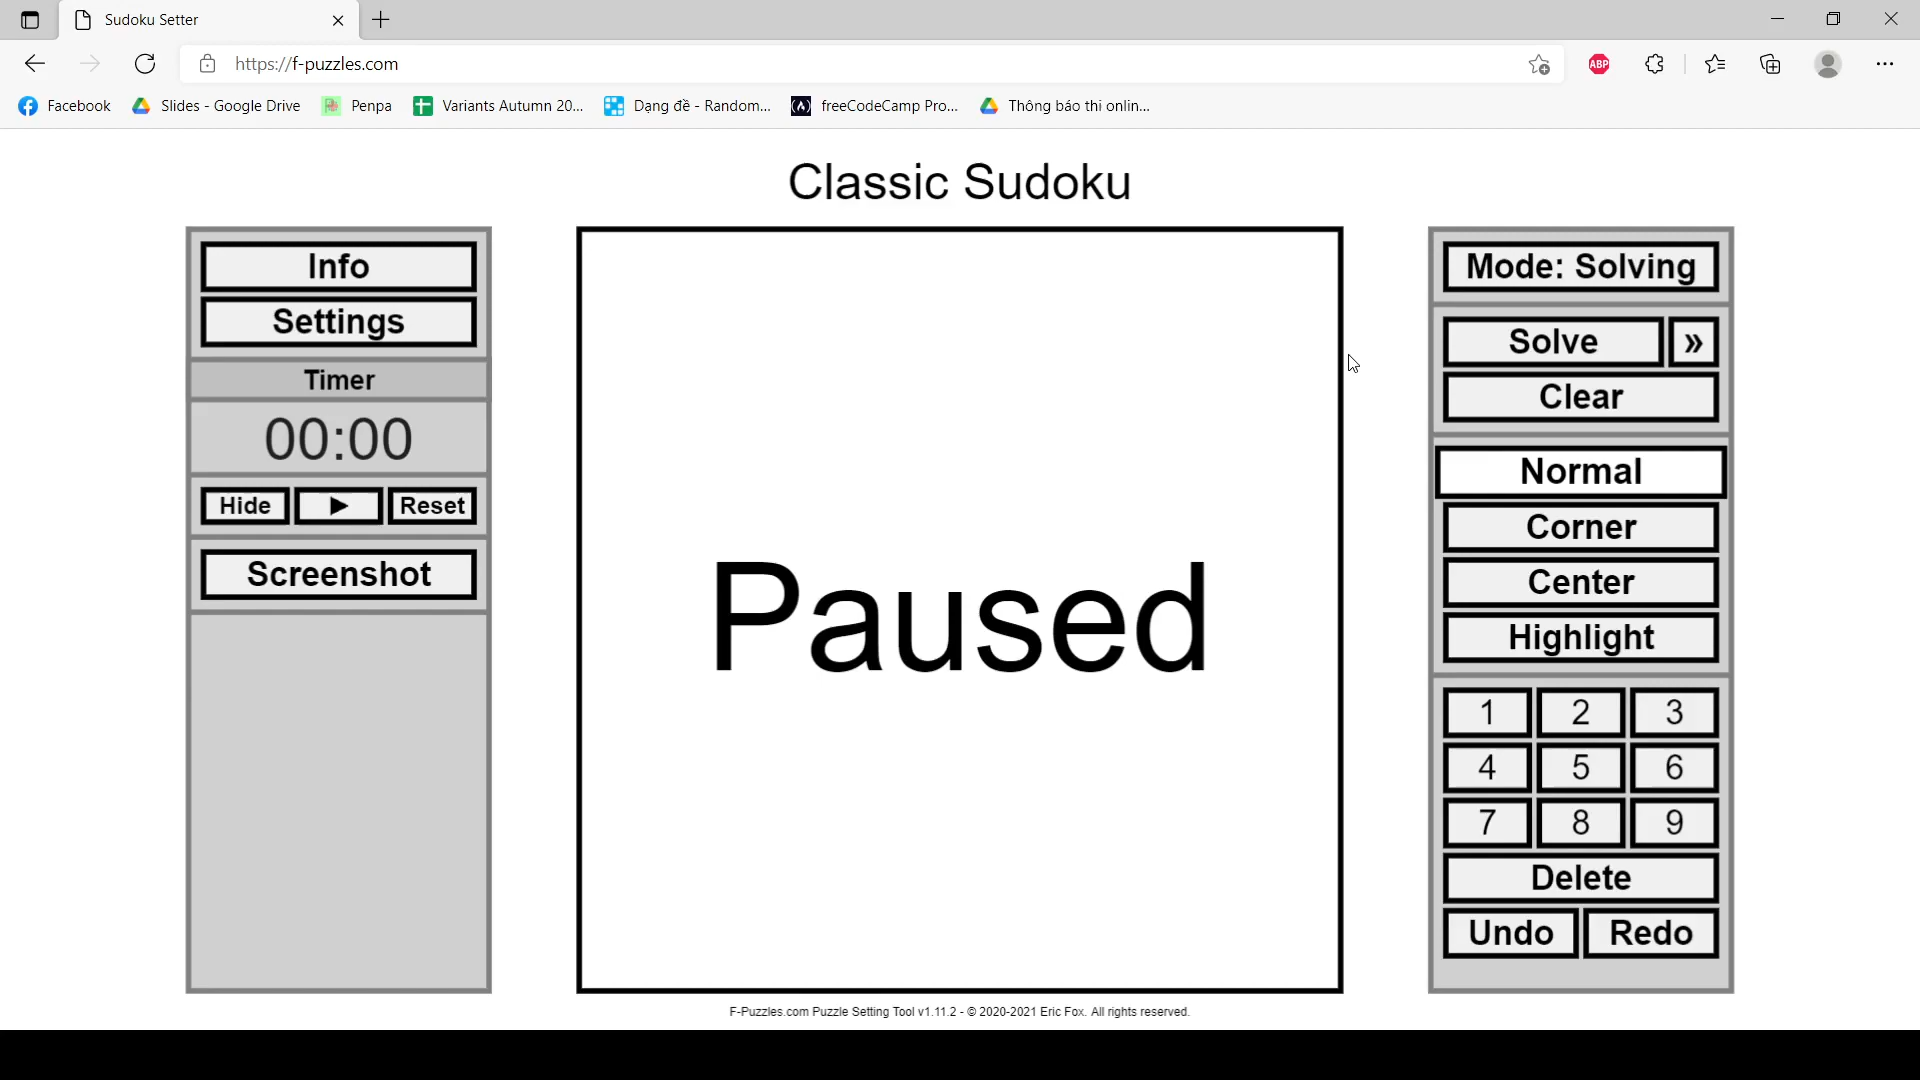 Sudoku Setter
https://f-puzzles.com
ABP
Facebook Slides - Google Drive Penpa Variants Autumn 20... Dạng đề - Random... freeCodeCamp Pro... Thông báo thi onlin...
Classic Sudoku
Info
Settings
Timer
00:00
Hide Reset
Screenshot
Paused
Mode: Solving
Solve »
Clear
Normal
Corner
Center
Highlight
1 2 3
4 5 6
7 8 9
Delete
Undo Redo
F-Puzzles.com Puzzle Setting Tool v1.11.2 - © 2020-2021 Eric Fox. All rights reserved.